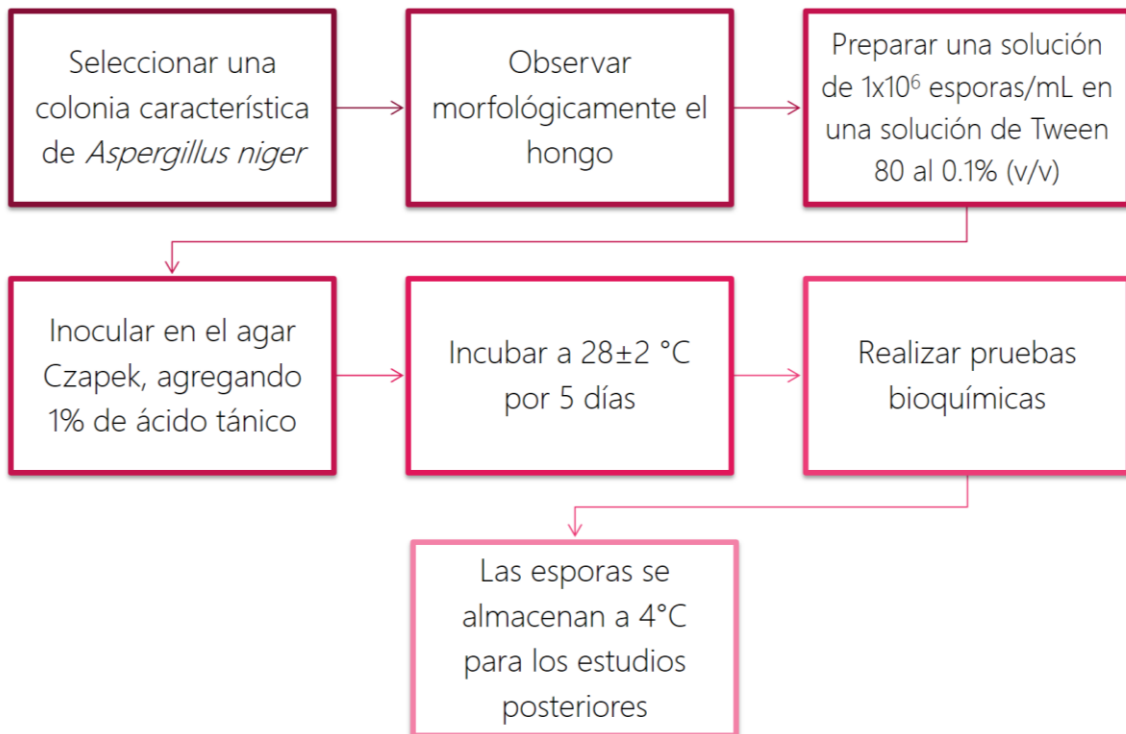 Seleccionar una
colonia característica
de Aspergillus niger
Observar
morfológicamente el
hongo
Preparar una solución
de 1x10⁶ esporas/mL en
una solución de Tween
80 al 0.1% (v/v)
Inocular en el agar
Czapek, agregando
1% de ácido tánico
Incubar a 28±2 °C
por 5 días
Realizar pruebas
bioquímicas
Las esporas se
almacenan a 4°C
para los estudios
posteriores